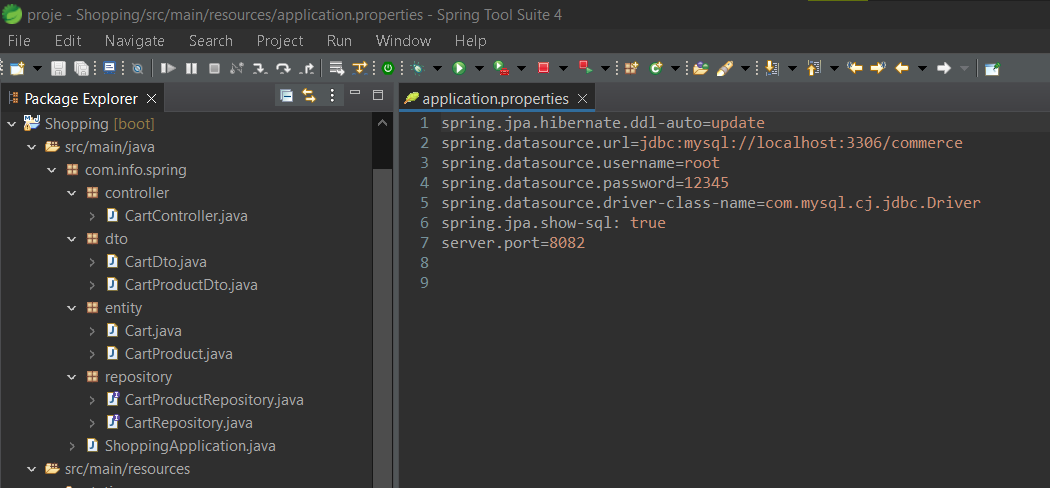 proje - Shopping/src/main/resources/application.properties - Spring Tool Suite 4
File Edit Navigate Search Project Run Window Help
Package Explorer
Shopping [boot]
src/main/java
com.info.spring
controller
CartController.java
dto
CartDto.java
CartProductDto.java
entity
Cart.java
CartProduct.java
repository
CartProductRepository.java
CartRepository.java
ShoppingApplication.java
src/main/resources
application.properties
1 spring.jpa.hibernate.ddl-auto=update
2 spring.datasource.url=jdbc:mysql://localhost:3306/commerce
3 spring.datasource.username=root
4 spring.datasource.password=12345
5 spring.datasource.driver-class-name=com.mysql.cj.jdbc.Driver
6 spring.jpa.show-sql: true
7 server.port=8082
8
9